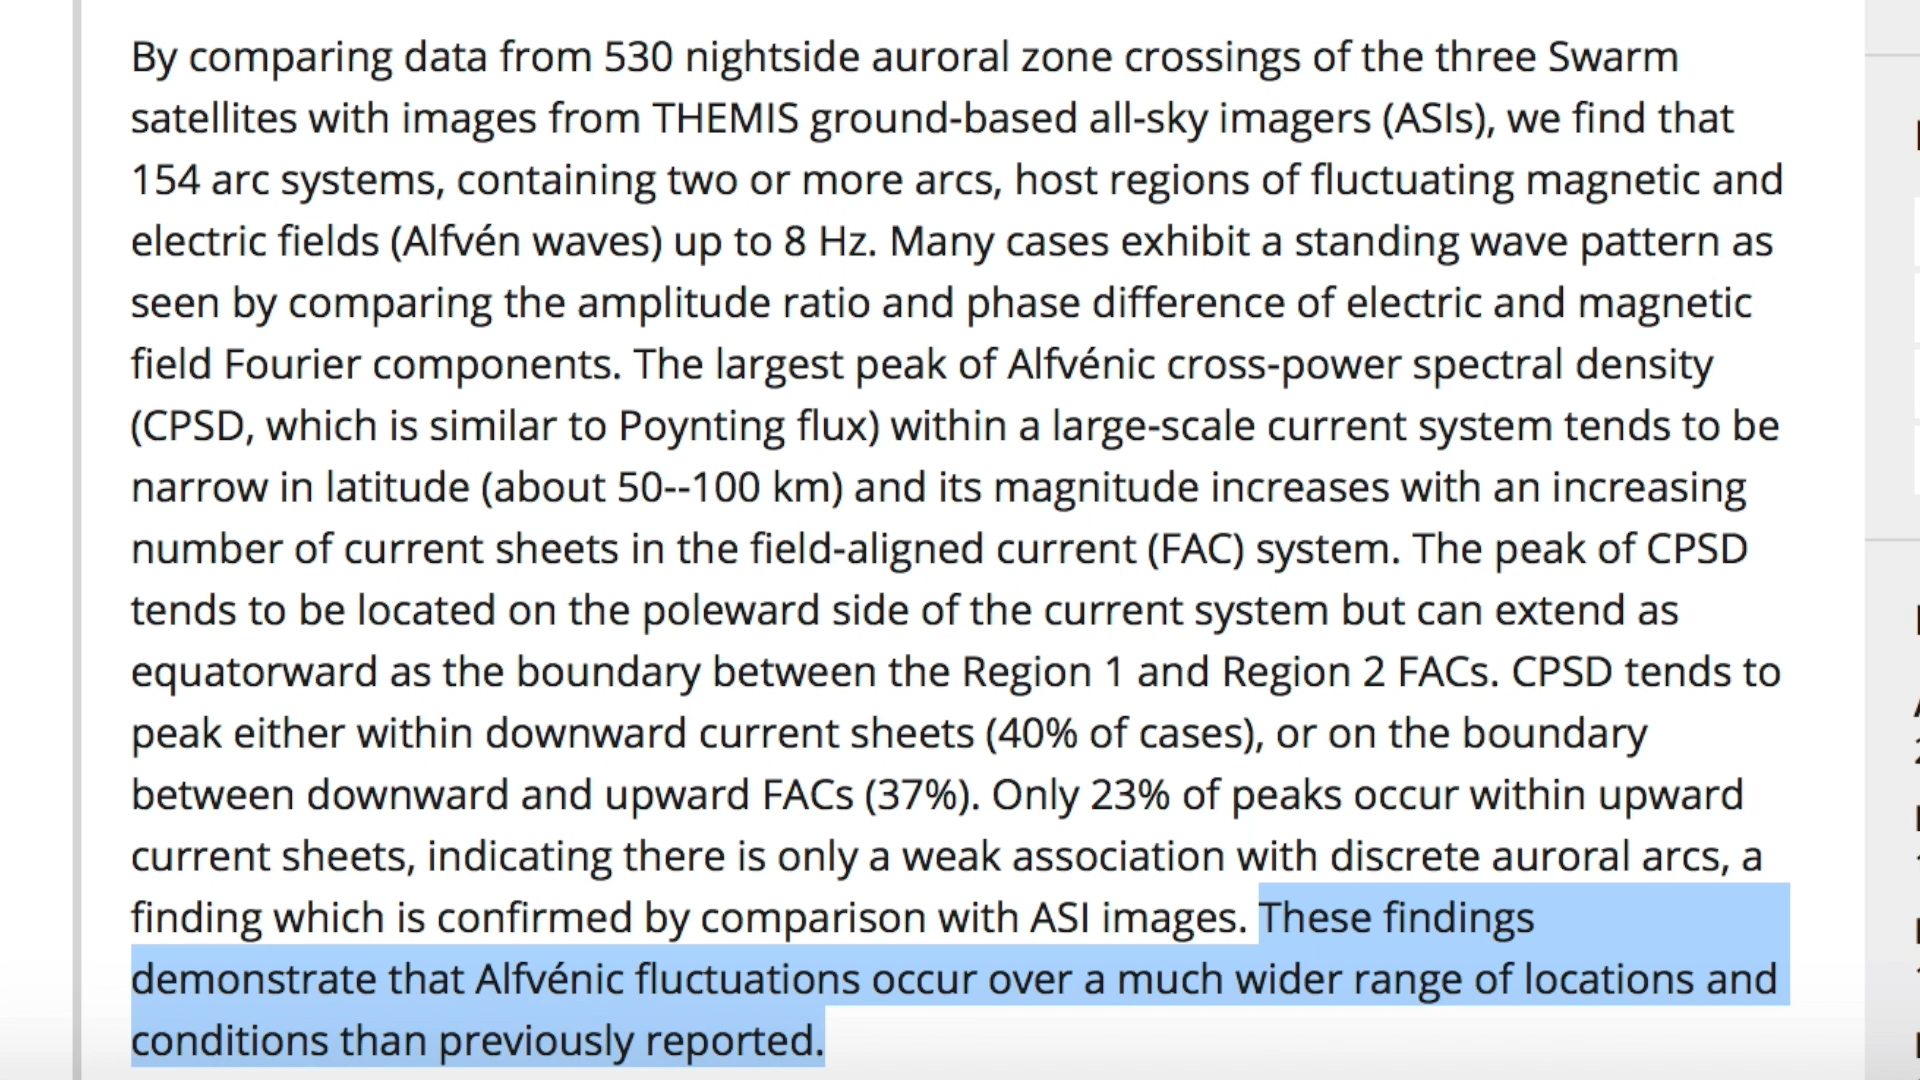 By comparing data from 530 nightside auroral zone crossings of the three Swarm
satellites with images from THEMIS ground-based all-sky imagers (ASIs), we find that
154 arc systems, containing two or more arcs, host regions of fluctuating magnetic and
electric fields (Alfvén waves) up to 8 Hz. Many cases exhibit a standing wave pattern as
seen by comparing the amplitude ratio and phase difference of electric and magnetic
field Fourier components. The largest peak of Alfvénic cross-power spectral density
(CPSD, which is similar to Poynting flux) within a large-scale current system tends to be
narrow in latitude (about 50--100 km) and its magnitude increases with an increasing
number of current sheets in the field-aligned current (FAC) system. The peak of CPSD
tends to be located on the poleward side of the current system but can extend as
equatorward as the boundary between the Region 1 and Region 2 FACs. CPSD tends to
peak either within downward current sheets (40% of cases), or on the boundary
between downward and upward FACs (37%). Only 23% of peaks occur within upward
current sheets, indicating there is only a weak association with discrete auroral arcs, a
finding which is confirmed by comparison with ASI images. These findings
demonstrate that Alfvénic fluctuations occur over a much wider range of locations and
conditions than previously reported.